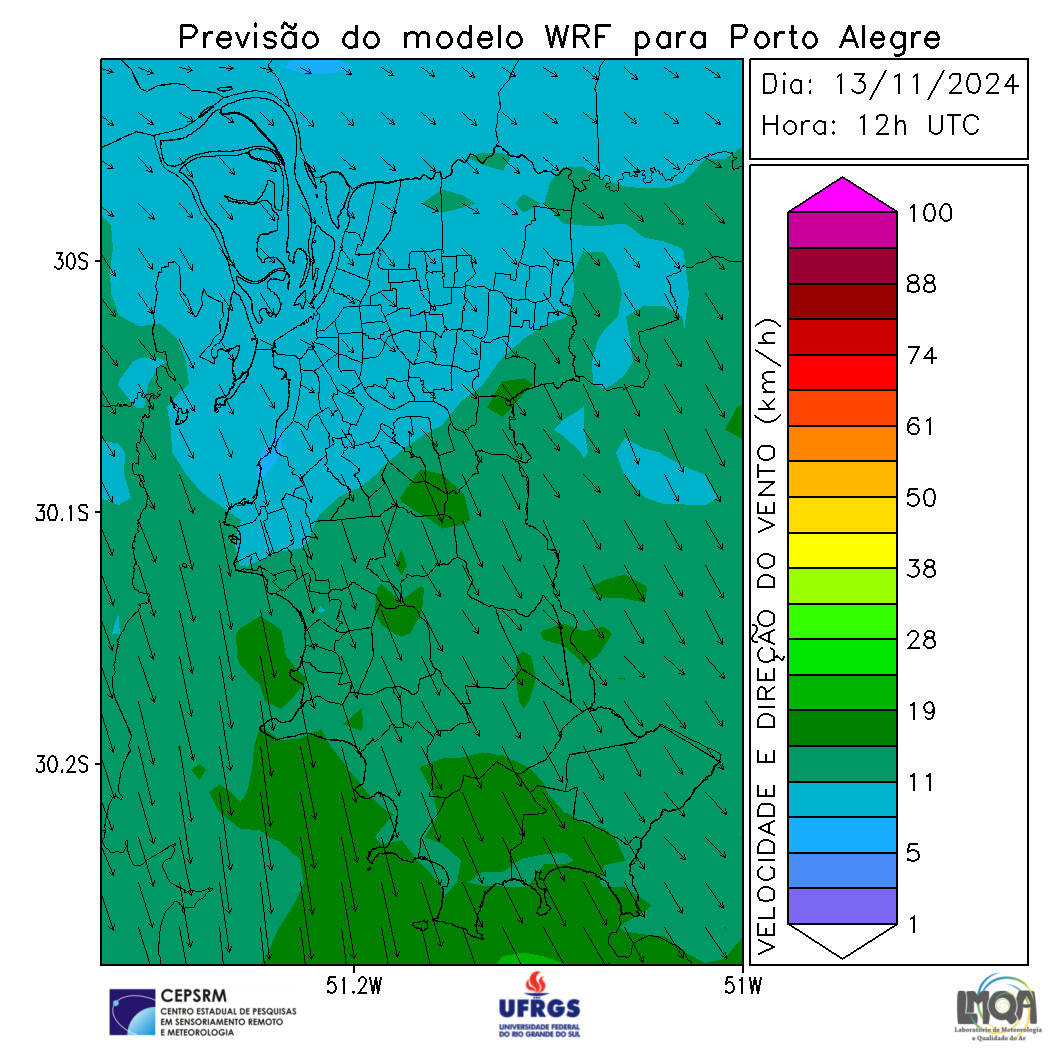 Previsão do modelo WRF para Porto Alegre
Dia: 13/11/2024
Hora: 12h UTC
VELOCIDADE E DIREÇÃO DO VENTO (km/h)
100
88
74
61
50
38
28
19
11
5
1
30S
30.1S
30.2S
51.2W
51W
CEPSRM
CENTRO ESTADUAL DE PESQUISAS
EM SENSORIAMENTO REMOTO
E METEOROLOGIA
UFRGS
UNIVERSIDADE FEDERAL
DO RIO GRANDE DO SUL
LMQA
Laboratório de Meteorologia
e Qualidade do Ar